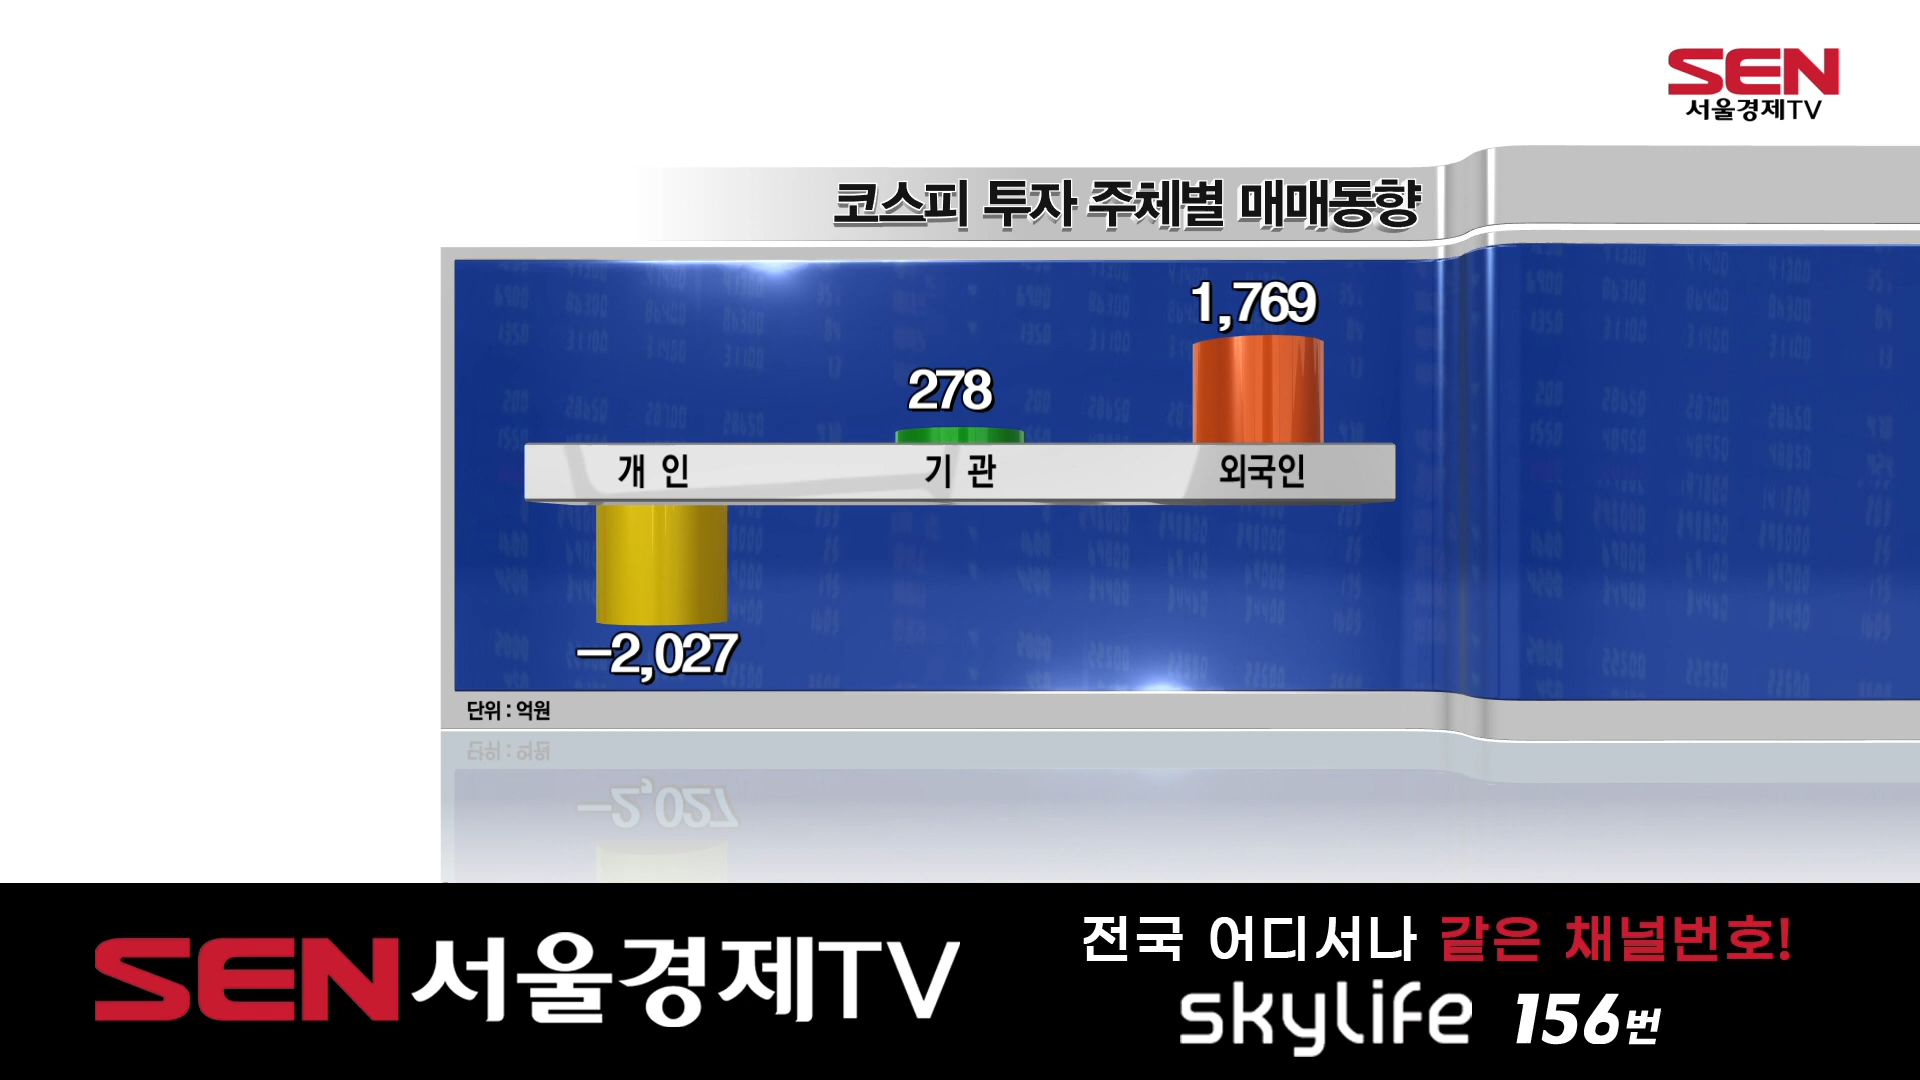 SEN
서울경제TV
코스피 투자 주체별 매매동향
1,769
278
개 인 기 관 외국인
-2,027
단위 : 억원
SEN서울경제TV
전국 어디서나 같은 채널번호!
skylife 156번